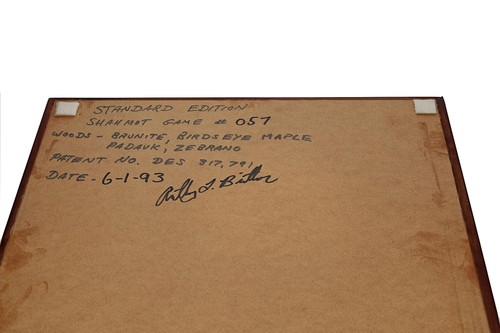 STANDARD EDITION
SHAHMOT GAME # 057
WOODS - BRUNITE, BIRDSEYE MAPLE
PADAUK, ZEBRANO
PATENT NO. DES 317,791
DATE - 6-1-93